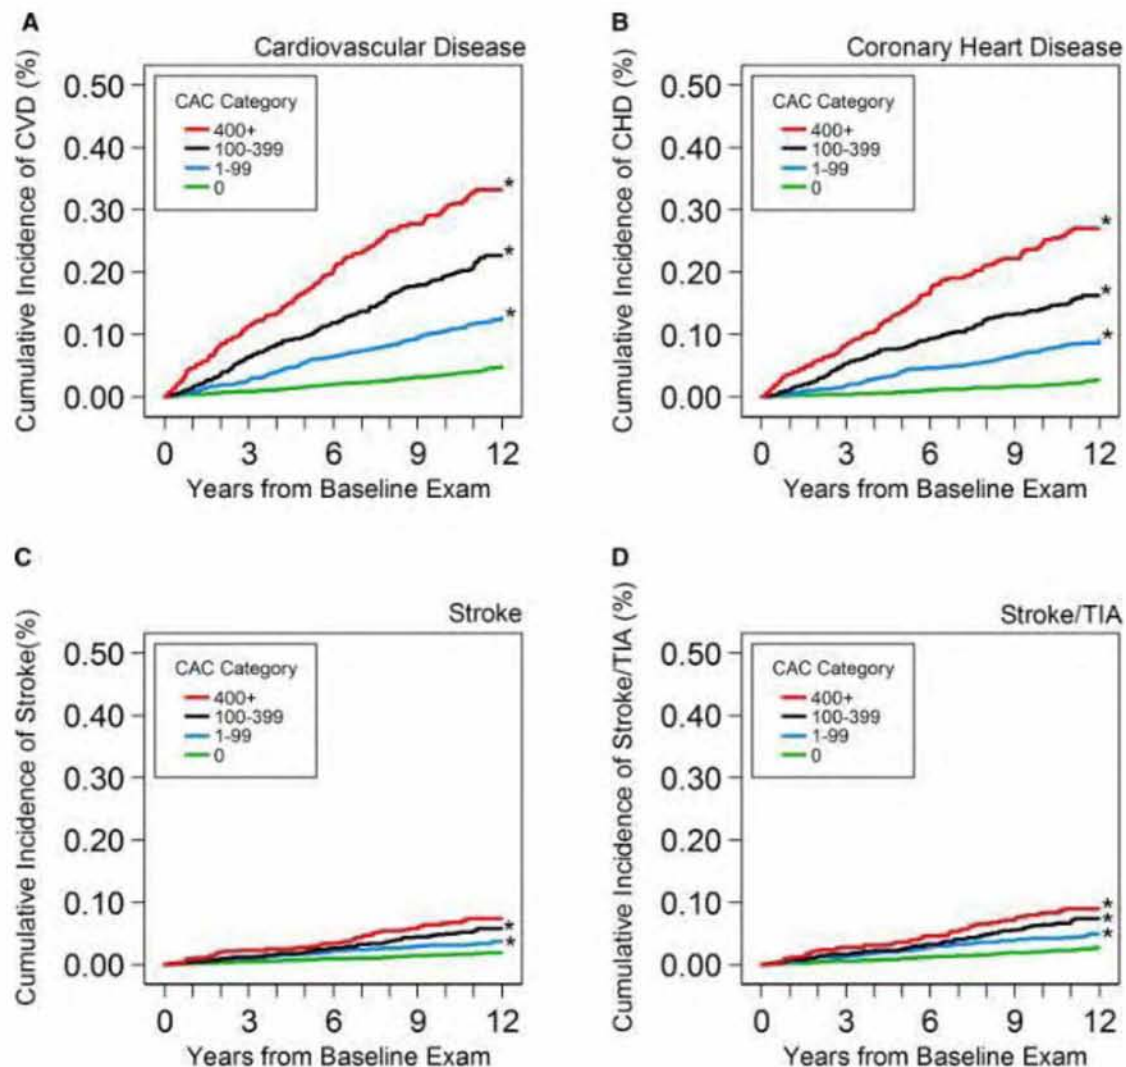 A
Cardiovascular Disease
Cumulative Incidence of CVD (%)
0.50
0.40
0.30
0.20
0.10
0.00
CAC Category
400+
100-399
1-99
0
*
*
*
0 3 6 9 12
Years from Baseline Exam
B
Coronary Heart Disease
Cumulative Incidence of CHD (%)
0.50
0.40
0.30
0.20
0.10
0.00
CAC Category
400+
100-399
1-99
0
*
*
*
0 3 6 9 12
Years from Baseline Exam
C
Stroke
Cumulative Incidence of Stroke(%)
0.50
0.40
0.30
0.20
0.10
0.00
CAC Category
400+
100-399
1-99
0
*
*
0 3 6 9 12
Years from Baseline Exam
D
Stroke/TIA
Cumulative Incidence of Stroke/TIA (%)
0.50
0.40
0.30
0.20
0.10
0.00
CAC Category
400+
100-399
1-99
0
*
*
*
0 3 6 9 12
Years from Baseline Exam